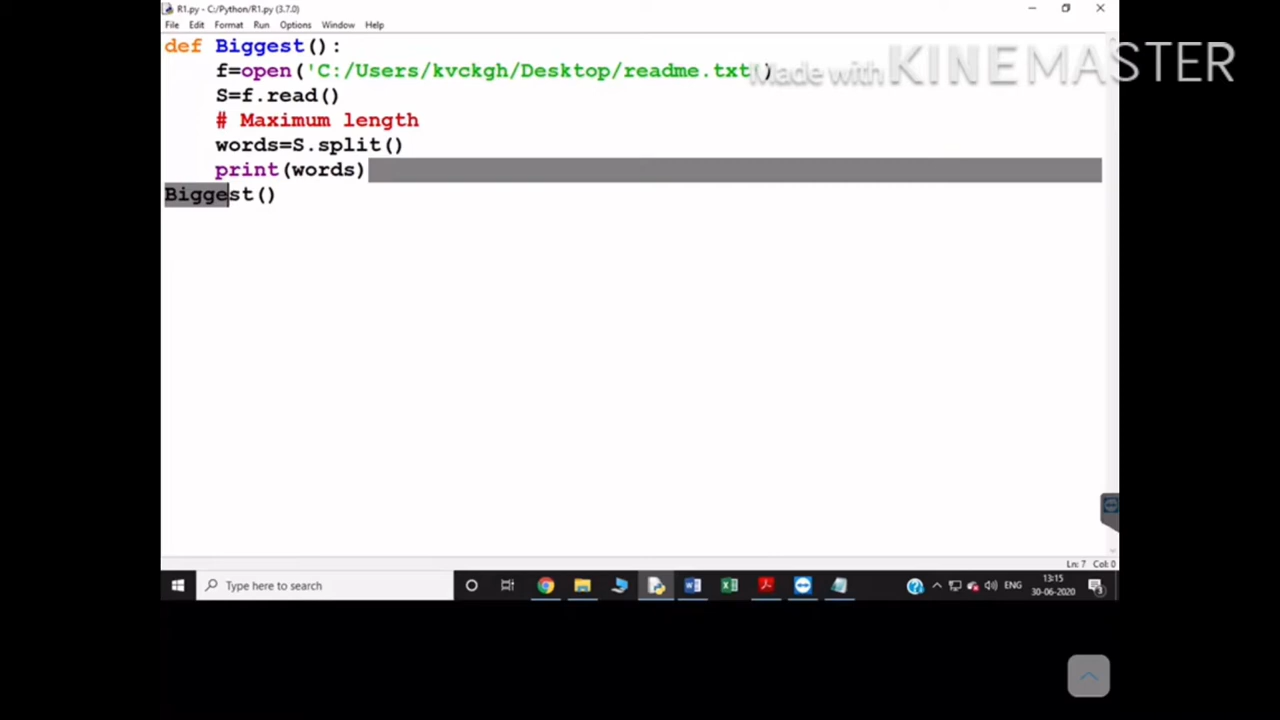 R1.py - C:/Python/R1.py (3.7.0)
File Edit Format Run Options Window Help
def Biggest():
f=open('C:/Users/kvckgh/Desktop/readme.txt')
Made with KINEMASTER
S=f.read()
# Maximum length
words=S.split()
print(words)
Biggest()
Ln: 7 Col: 0
Type here to search
ENG
13:15
30-06-2020
3